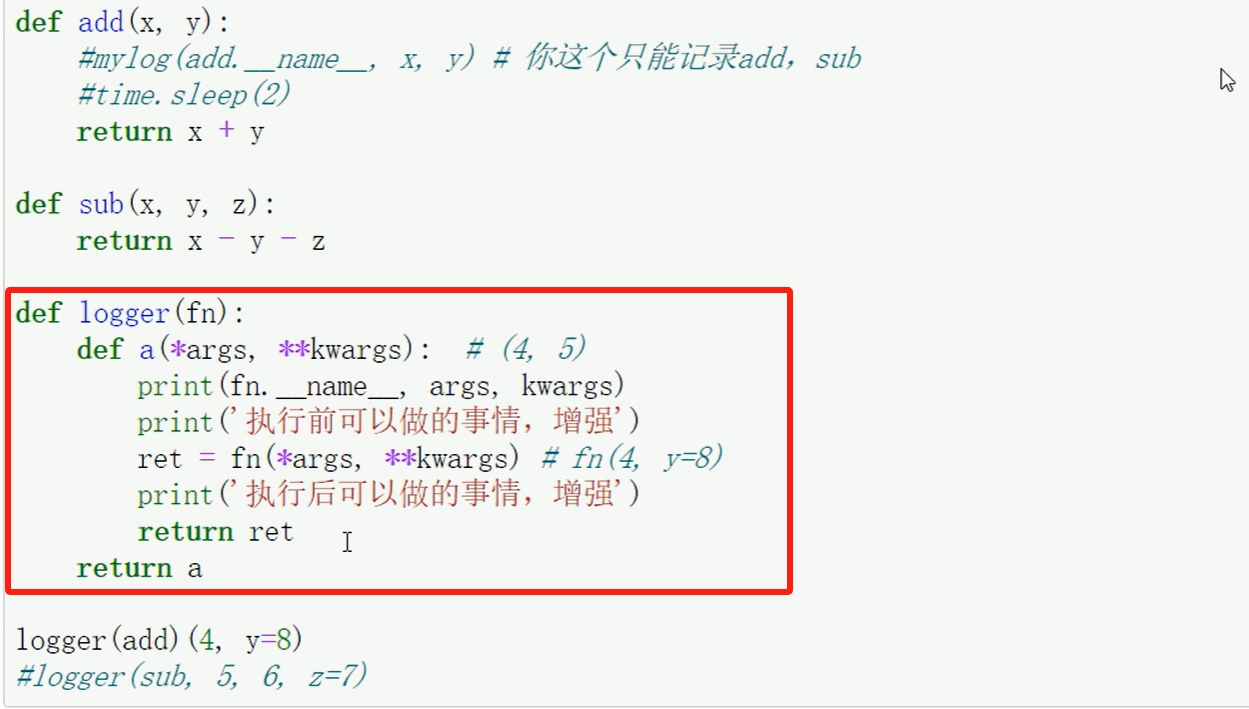 def add(x, y):
    #mylog(add.__name__, x, y) # 你这个只能记录add，sub
    #time.sleep(2)
    return x + y
def sub(x, y, z):
    return x - y - z
def logger(fn):
    def a(*args, **kwargs):  # (4, 5)
        print(fn.__name__, args, kwargs)
        print('执行前可以做的事情，增强')
        ret = fn(*args, **kwargs) # fn(4, y=8)
        print('执行后可以做的事情，增强')
        return ret
    return a
logger(add)(4, y=8)
#logger(sub, 5, 6, z=7)